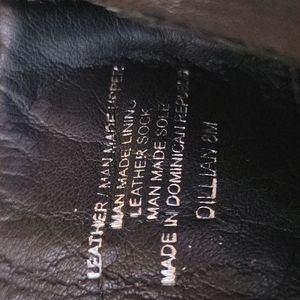 LEATHER / MAN MADE UPPER
MAN MADE LINING
LEATHER SOCK
MAN MADE SOLE
MADE IN DOMINICAN REPUBLIC
DILLIAN 8M